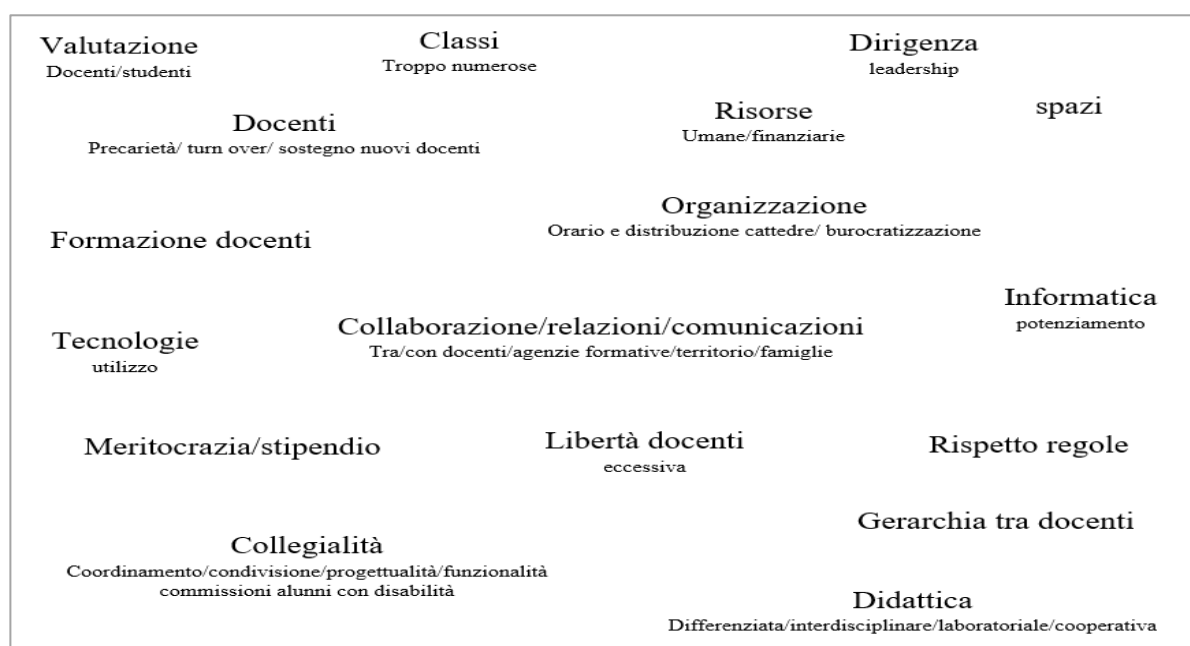 Valutazione
Docenti/studenti
Classi
Troppo numerose
Dirigenza
leadership
Docenti
Precarietà/ turn over/ sostegno nuovi docenti
Risorse
Umane/finanziarie
spazi
Formazione docenti
Organizzazione
Orario e distribuzione cattedre/ burocratizzazione
Tecnologie
utilizzo
Collaborazione/relazioni/comunicazioni
Tra/con docenti/agenzie formative/territorio/famiglie
Informatica
potenziamento
Meritocrazia/stipendio
Libertà docenti
eccessiva
Rispetto regole
Gerarchia tra docenti
Collegialità
Coordinamento/condivisione/progettualità/funzionalità
commissioni alunni con disabilità
Didattica
Differenziata/interdisciplinare/laboratoriale/cooperativa